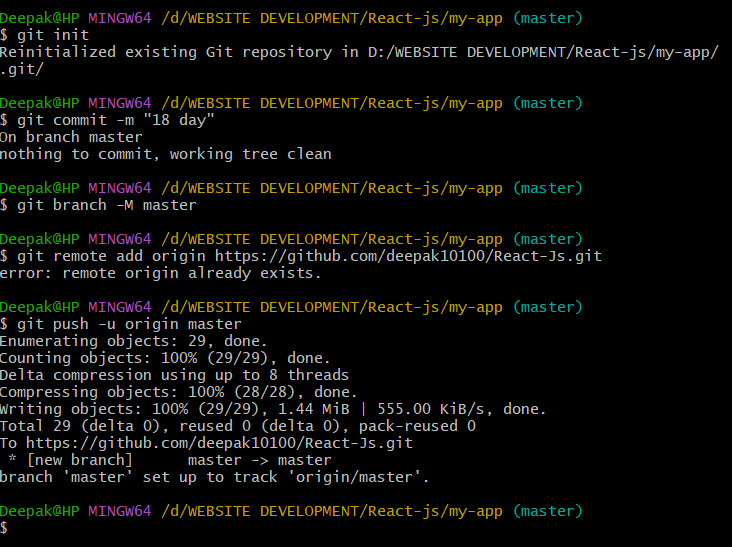 Deepak@HP MINGW64 /d/WEBSITE DEVELOPMENT/React-js/my-app (master)
$ git init
Reinitialized existing Git repository in D:/WEBSITE DEVELOPMENT/React-js/my-app/
.git/
Deepak@HP MINGW64 /d/WEBSITE DEVELOPMENT/React-js/my-app (master)
$ git commit -m "18 day"
On branch master
nothing to commit, working tree clean
Deepak@HP MINGW64 /d/WEBSITE DEVELOPMENT/React-js/my-app (master)
$ git branch -M master
Deepak@HP MINGW64 /d/WEBSITE DEVELOPMENT/React-js/my-app (master)
$ git remote add origin https://github.com/deepak10100/React-Js.git
error: remote origin already exists.
Deepak@HP MINGW64 /d/WEBSITE DEVELOPMENT/React-js/my-app (master)
$ git push -u origin master
Enumerating objects: 29, done.
Counting objects: 100% (29/29), done.
Delta compression using up to 8 threads
Compressing objects: 100% (28/28), done.
Writing objects: 100% (29/29), 1.44 MiB | 555.00 KiB/s, done.
Total 29 (delta 0), reused 0 (delta 0), pack-reused 0
To https://github.com/deepak10100/React-Js.git
 * [new branch]      master -> master
branch 'master' set up to track 'origin/master'.
Deepak@HP MINGW64 /d/WEBSITE DEVELOPMENT/React-js/my-app (master)
$